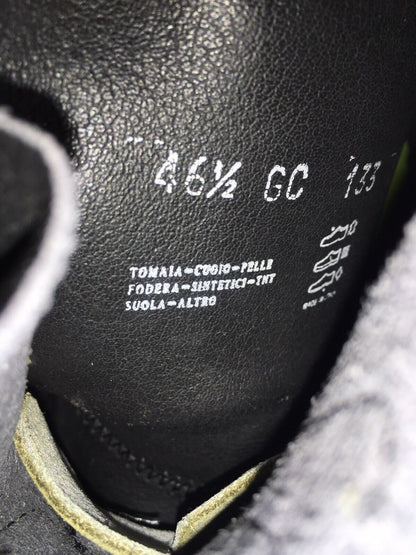 46½ GC 133
TOMAIA-CUOIO-PELLE
FODERA-SINTETICI-TNT
SUOLA-ALTRO